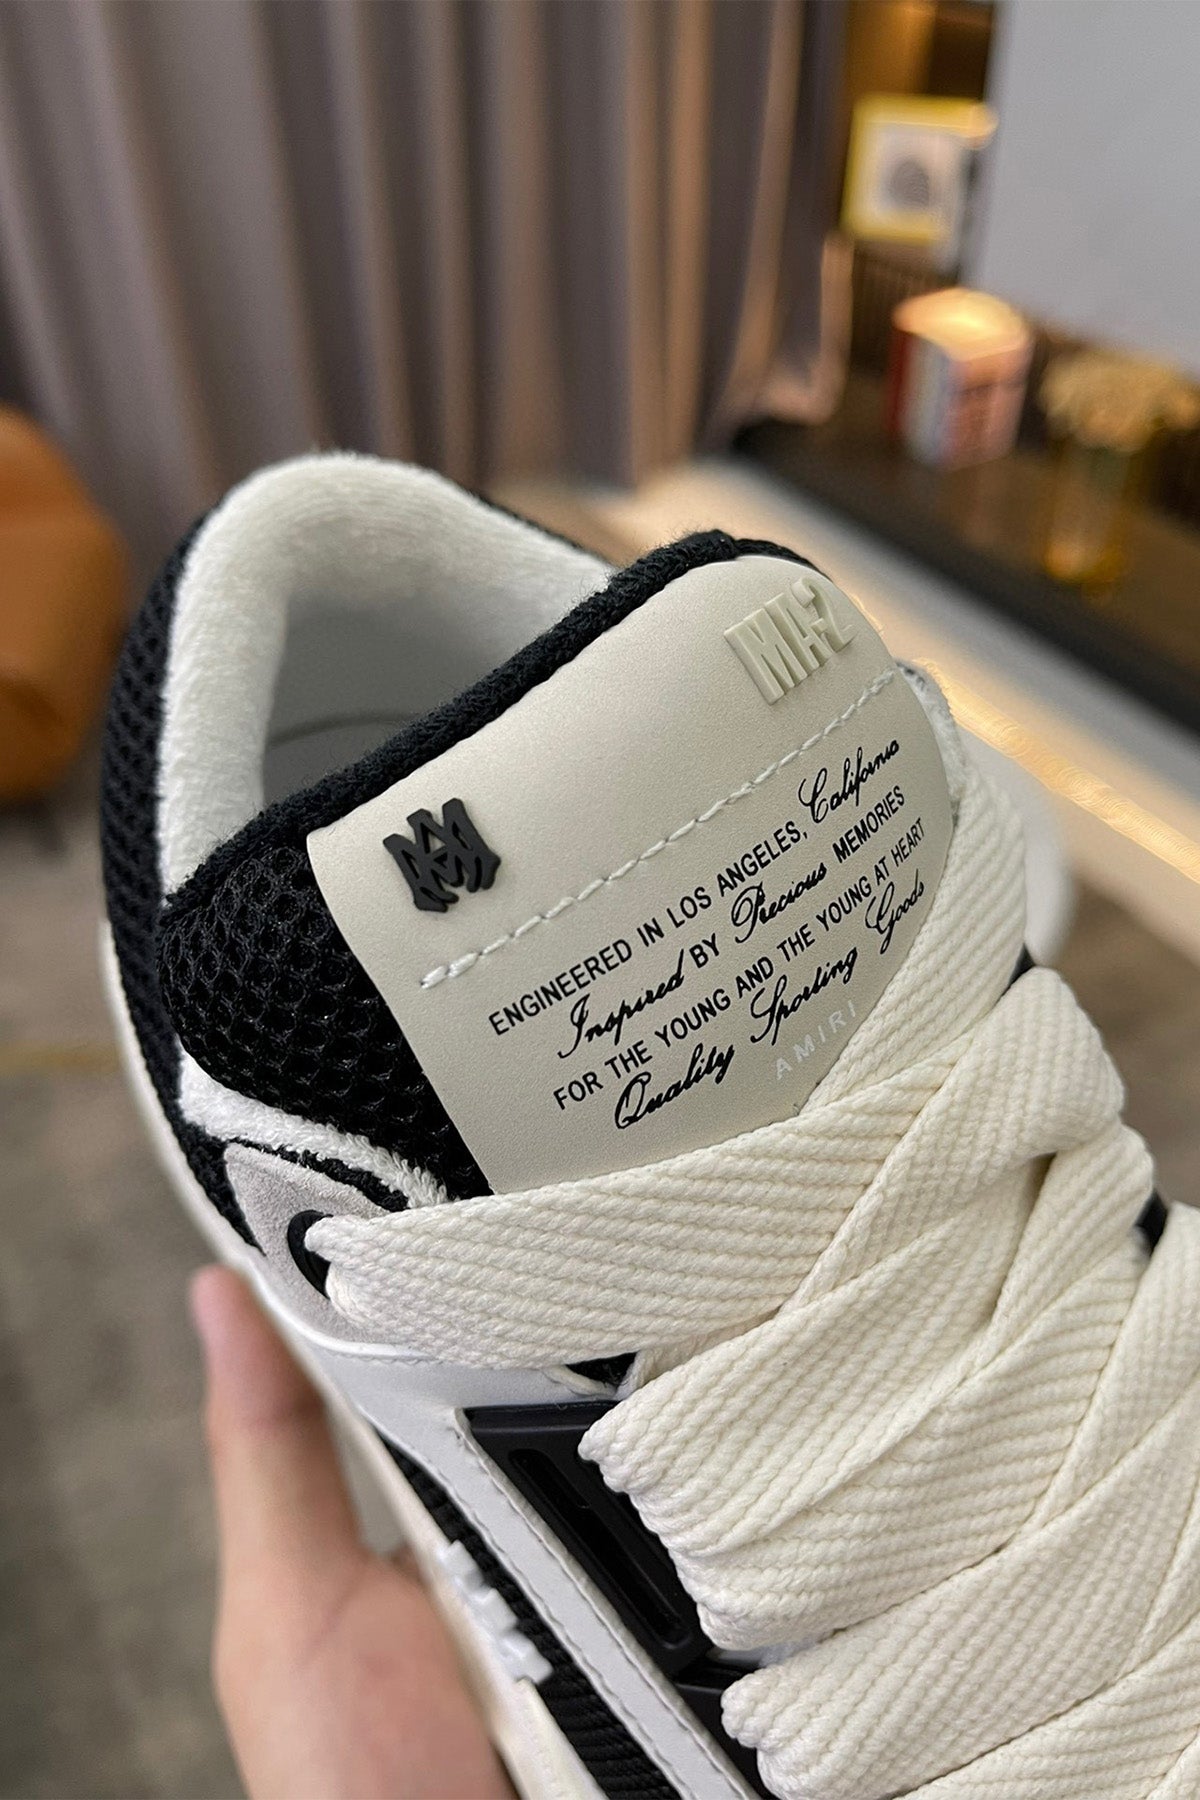 MA-2
MA
ENGINEERED IN LOS ANGELES, California
Inspired BY Precious MEMORIES
FOR THE YOUNG AND THE YOUNG AT HEART
Quality Sporting Goods
AMIRI